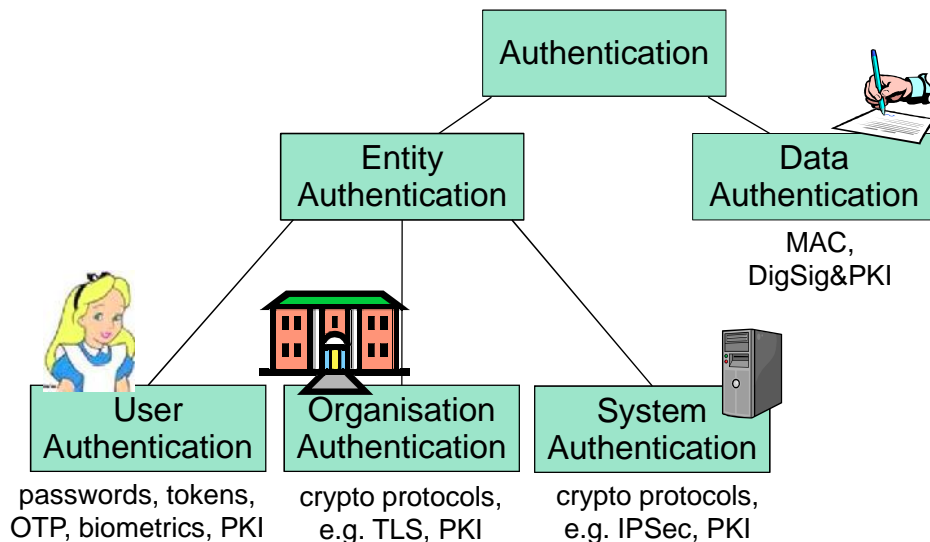 Authentication
Entity
Authentication
Data
Authentication
MAC,
DigSig&PKI
User
Authentication
Organisation
Authentication
System
Authentication
passwords, tokens,
OTP, biometrics, PKI
crypto protocols,
e.g. TLS, PKI
crypto protocols,
e.g. IPSec, PKI